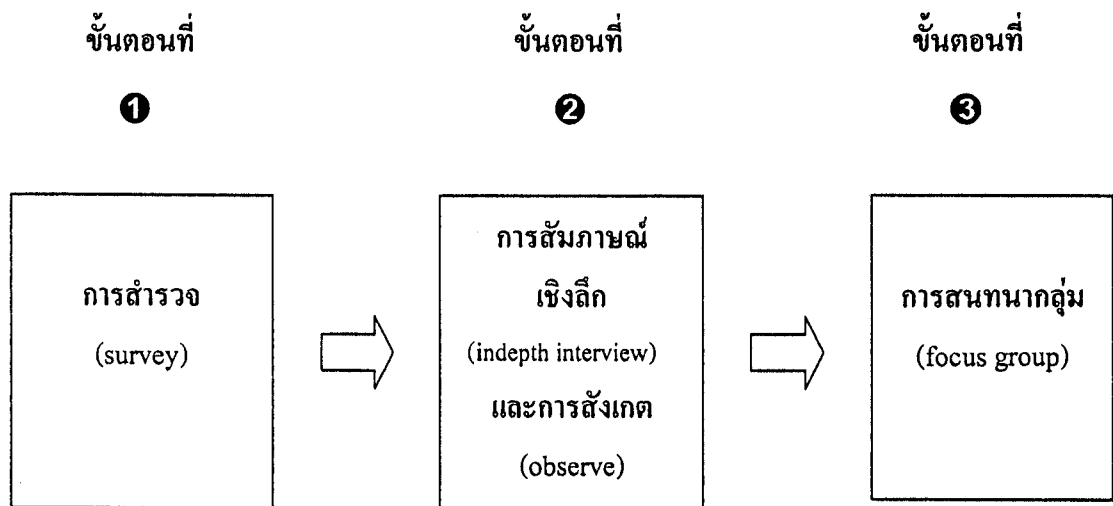 ขั้นตอนที่
❶
การสำรวจ
(survey)
ขั้นตอนที่
❷
การสัมภาษณ์
เชิงลึก
(indepth interview)
และการสังเกต
(observe)
ขั้นตอนที่
❸
การสนทนากลุ่ม
(focus group)